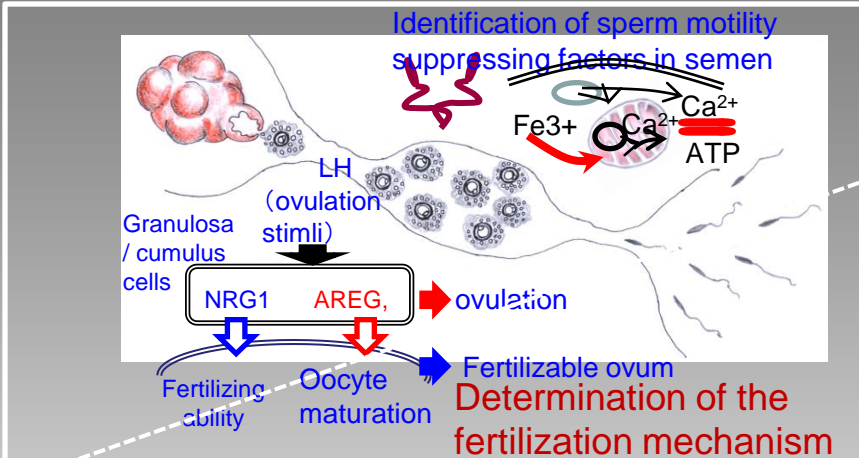 Identification of sperm motility
suppressing factors in semen
Fe3+
Ca²⁺
Ca²⁺
ATP
LH
（ovulation
stimli）
Granulosa
/ cumulus
cells
NRG1
AREG,
ovulation
Fertilizing
ability
Oocyte
maturation
Fertilizable ovum
Determination of the
fertilization mechanism